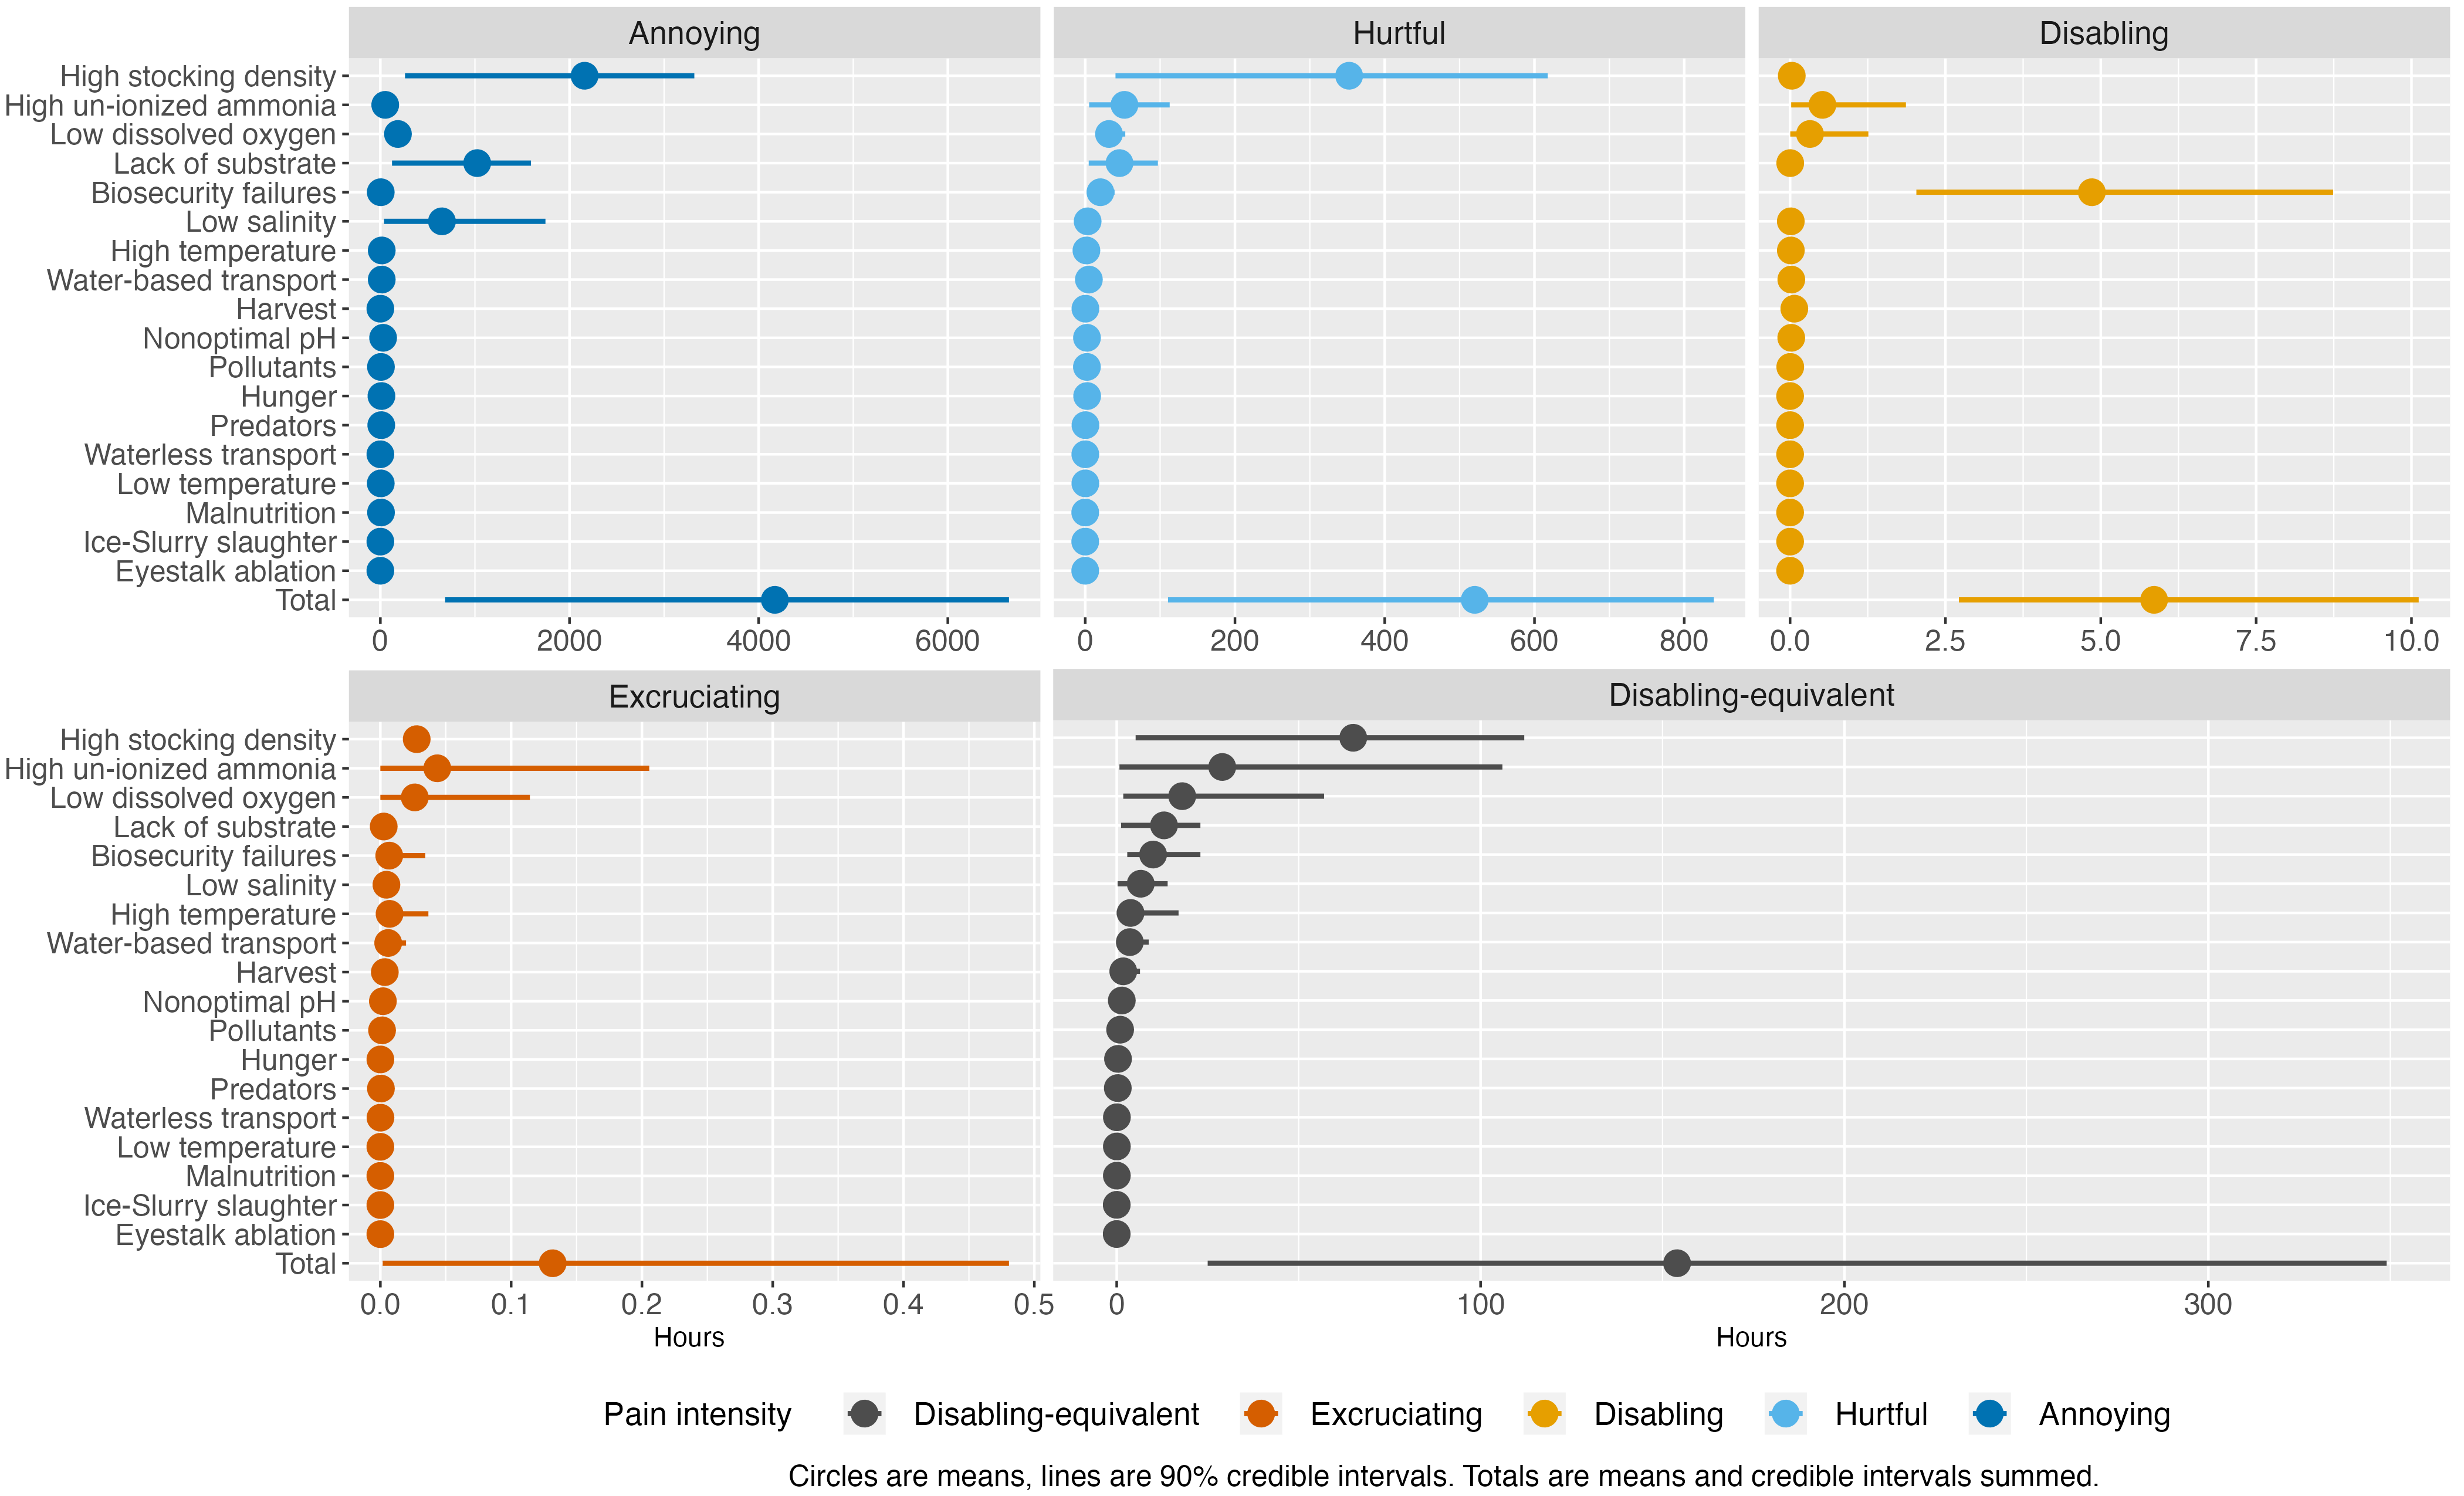 Annoying
Hurtful
Disabling
High stocking density
High un-ionized ammonia
Low dissolved oxygen
Lack of substrate
Biosecurity failures
Low salinity
High temperature
Water-based transport
Harvest
Nonoptimal pH
Pollutants
Hunger
Predators
Waterless transport
Low temperature
Malnutrition
Ice-Slurry slaughter
Eyestalk ablation
Total
0 2000 4000 6000
0 200 400 600 800
0.0 2.5 5.0 7.5 10.0
Excruciating
Disabling-equivalent
High stocking density
High un-ionized ammonia
Low dissolved oxygen
Lack of substrate
Biosecurity failures
Low salinity
High temperature
Water-based transport
Harvest
Nonoptimal pH
Pollutants
Hunger
Predators
Waterless transport
Low temperature
Malnutrition
Ice-Slurry slaughter
Eyestalk ablation
Total
0.0 0.1 0.2 0.3 0.4 0.5
0 100 200 300
Hours
Hours
Pain intensity Disabling-equivalent Excruciating Disabling Hurtful Annoying
Circles are means, lines are 90% credible intervals. Totals are means and credible intervals summed.